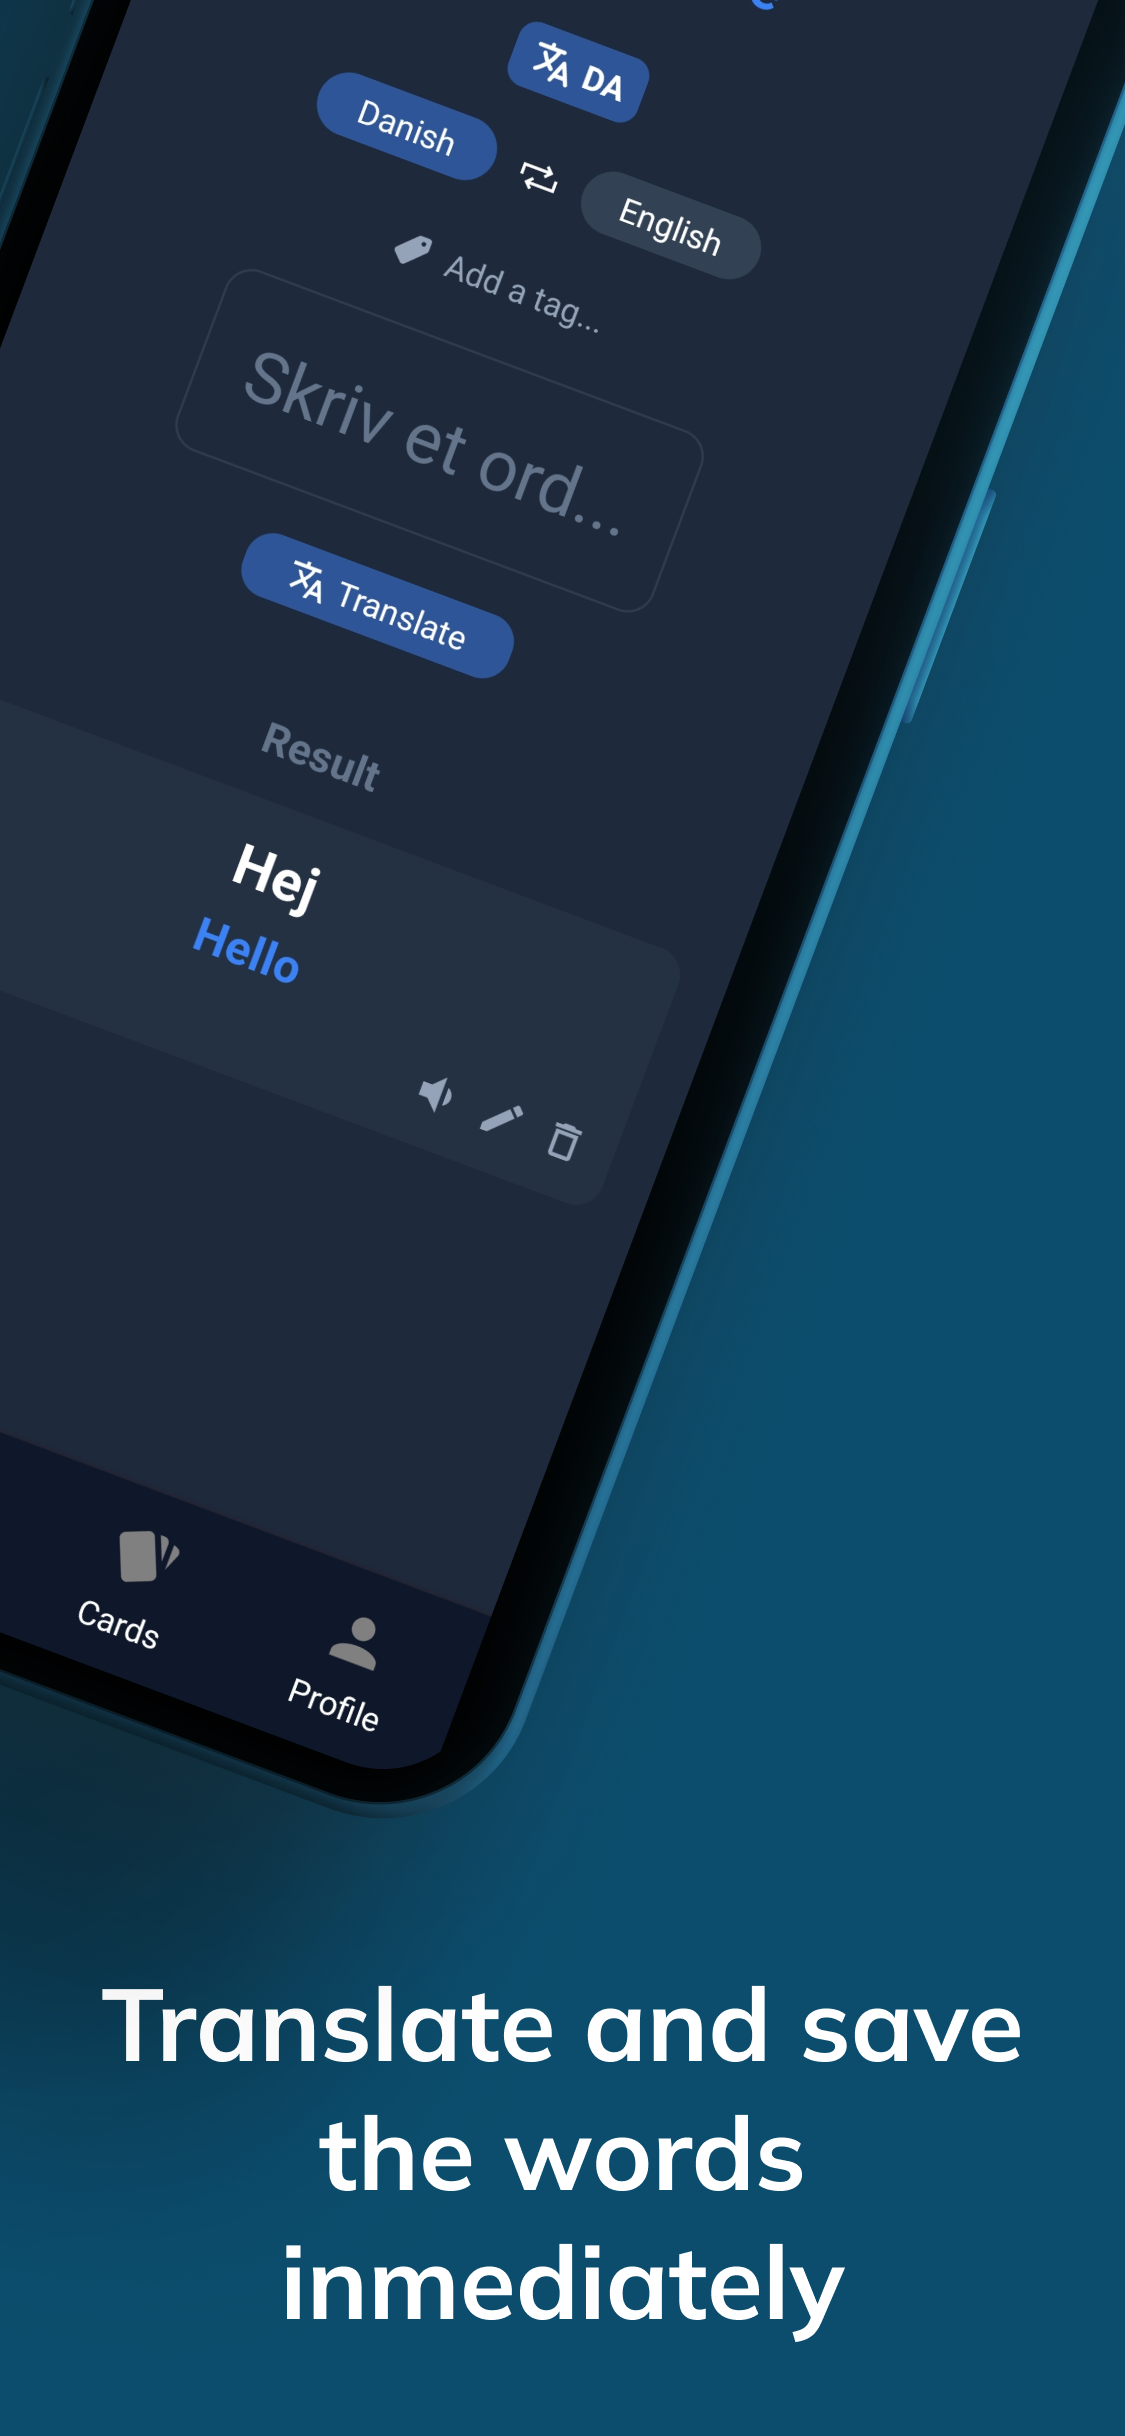 DA
Danish
English
Add a tag...
Skriv et ord...
Translate
Result
Hej
Hello
Cards
Profile
Translate and save
the words
inmediately